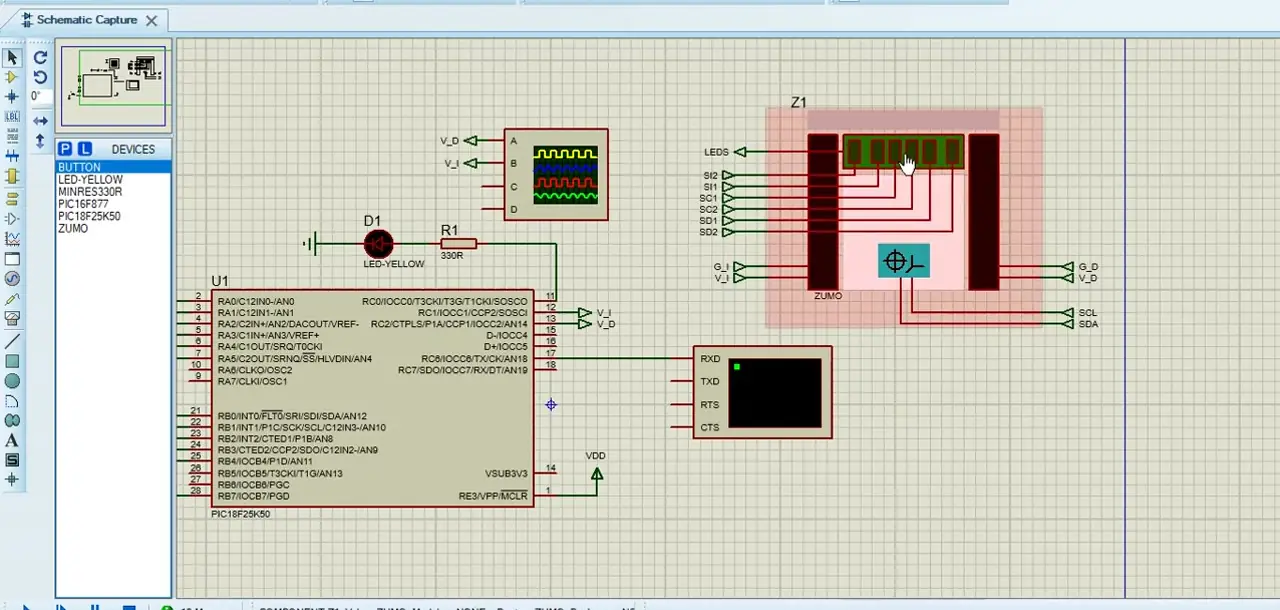 Schematic Capture
0°
LBL
P L DEVICES
BUTTON
LED-YELLOW
MINRES330R
PIC16F877
PIC18F25K50
ZUMO
A
S
V_D A
V_I B
C
D
D1
LED-YELLOW
R1
330R
Z1
LEDS
SI2
SI1
SC1
SC2
SD1
SD2
G_I
V_I
ZUMO
G_D
V_D
SCL
SDA
U1
2 RA0/C12IN0-/AN0 RC0/IOCC0/T3CKI/T3G/T1CKI/SOSCO 11
3 RA1/C12IN1-/AN1 RC1/IOCC1/CCP2/SOSCI 12 V_I
4 RA2/C2IN+/AN2/DACOUT/VREF- RC2/CTPLS/P1A/CCP1/IOCC2/AN14 13 V_D
5 RA3/C1IN+/AN3/VREF+ D-/IOCC4 15
6 RA4/C1OUT/SRQ/T0CKI D+/IOCC5 16
7 RA5/C2OUT/SRNQ/SS/HLVDIN/AN4 RC6/IOCC6/TX/CK/AN18 17
10 RA6/CLKO/OSC2 RC7/SDO/IOCC7/RX/DT/AN19 18
9 RA7/CLKI/OSC1
21 RB0/INT0/FLT0/SRI/SDI/SDA/AN12
22 RB1/INT1/P1C/SCK/SCL/C12IN3-/AN10
23 RB2/INT2/CTED1/P1B/AN8
24 RB3/CTED2/CCP2/SDO/C12IN2-/AN9
25 RB4/IOCB4/P1D/AN11
26 RB5/IOCB5/T3CKI/T1G/AN13 VSUB3V3 14
27 RB6/IOCB6/PGC
28 RB7/IOCB7/PGD RE3/VPP/MCLR 1
PIC18F25K50
VDD
RXD
TXD
RTS
CTS